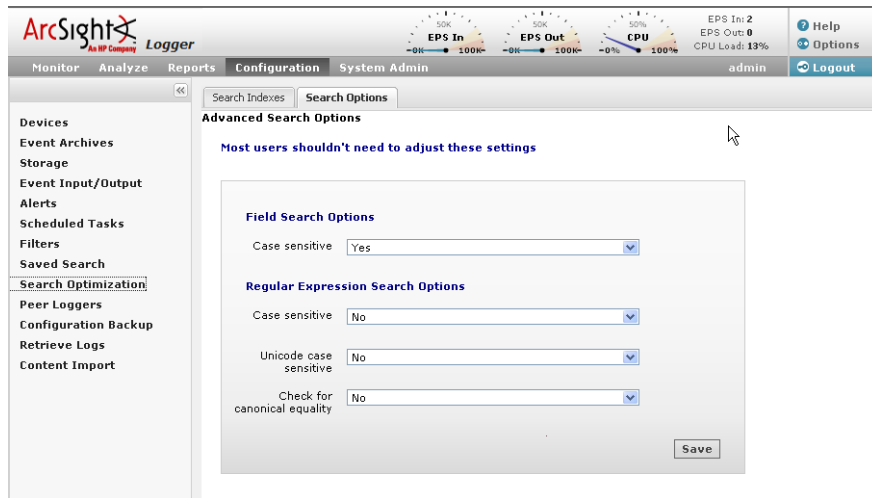 ArcSight
An HP Company
Logger
50K
EPS In
-0K
100K-
50K
EPS Out
-0K
100K-
50%
CPU
-0%
100%
EPS In: 2
EPS Out: 0
CPU Load: 13%
Help
Options
Monitor Analyze Reports Configuration System Admin admin Logout
Search Indexes Search Options
Devices
Event Archives
Storage
Event Input/Output
Alerts
Scheduled Tasks
Filters
Saved Search
Search Optimization
Peer Loggers
Configuration Backup
Retrieve Logs
Content Import
Advanced Search Options
Most users shouldn't need to adjust these settings
Field Search Options
Case sensitive Yes
Regular Expression Search Options
Case sensitive No
Unicode case
sensitive
No
Check for
canonical equality
No
Save